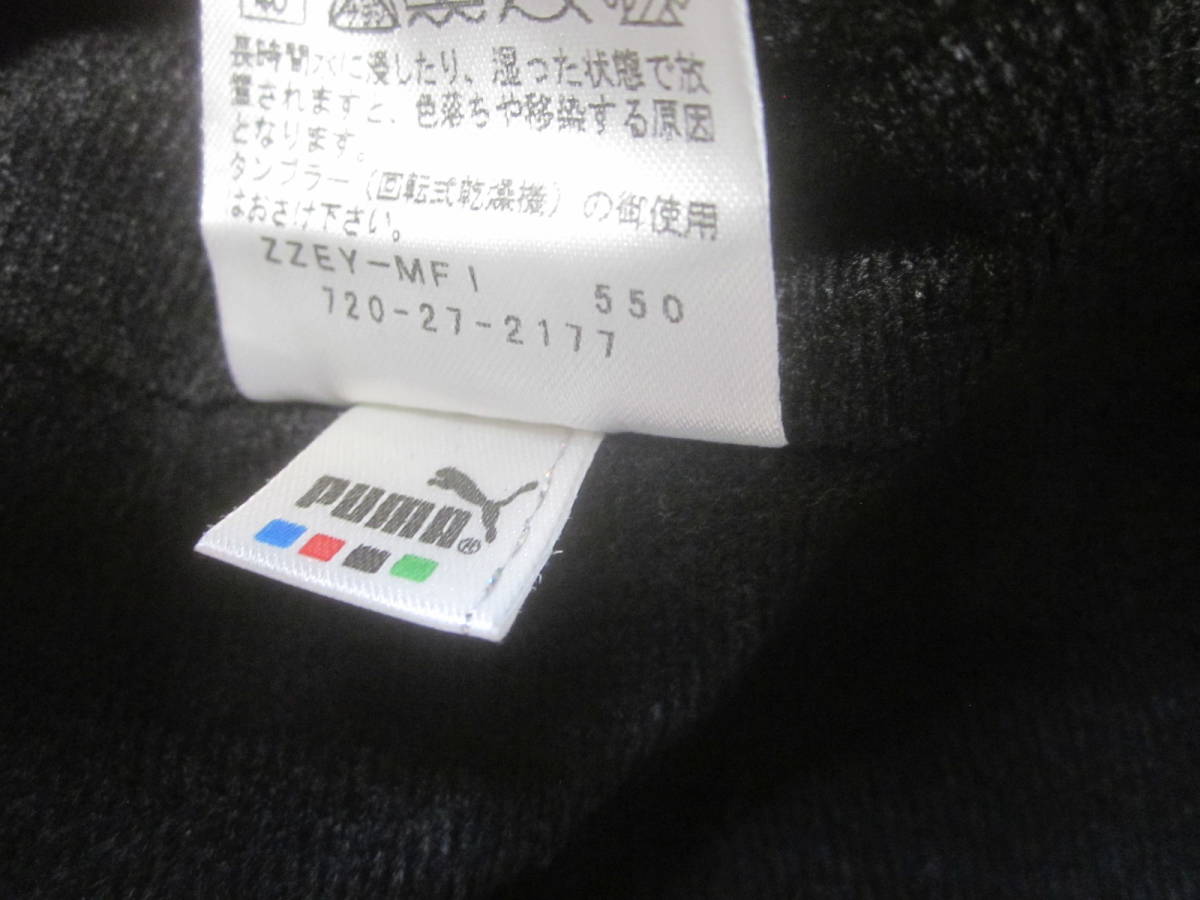 40
長時間水に浸したり、湿った状態で放
置されますと、色落ちや移染する原因
となります。
タンブラー(回転式乾燥機)の御使用
はおさけ下さい。
ZZEY-MF1 550
720-27-2177
PUMA®